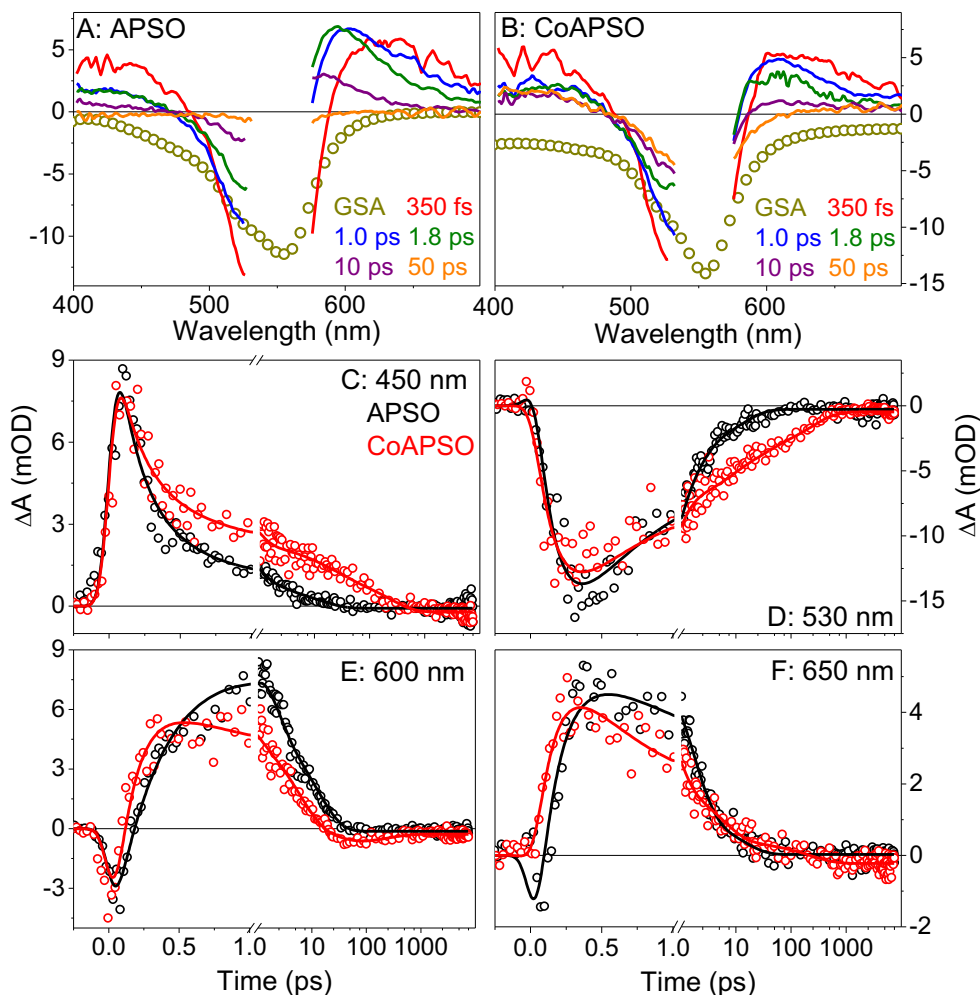 A: APSO
B: CoAPSO
5
0
-5
-10
5
0
-5
-10
-15
GSA 350 fs
1.0 ps 1.8 ps
10 ps 50 ps
GSA 350 fs
1.0 ps 1.8 ps
10 ps 50 ps
400 500 600
400 500 600
Wavelength (nm)
Wavelength (nm)
9
6
3
0
ΔA (mOD)
C: 450 nm
APSO
CoAPSO
0
-5
-10
-15
ΔA (mOD)
D: 530 nm
9
6
3
0
-3
E: 600 nm
F: 650 nm
4
2
0
-2
0.0 0.5 1.0 10 100 1000
0.0 0.5 1.0 10 100 1000
Time (ps)
Time (ps)